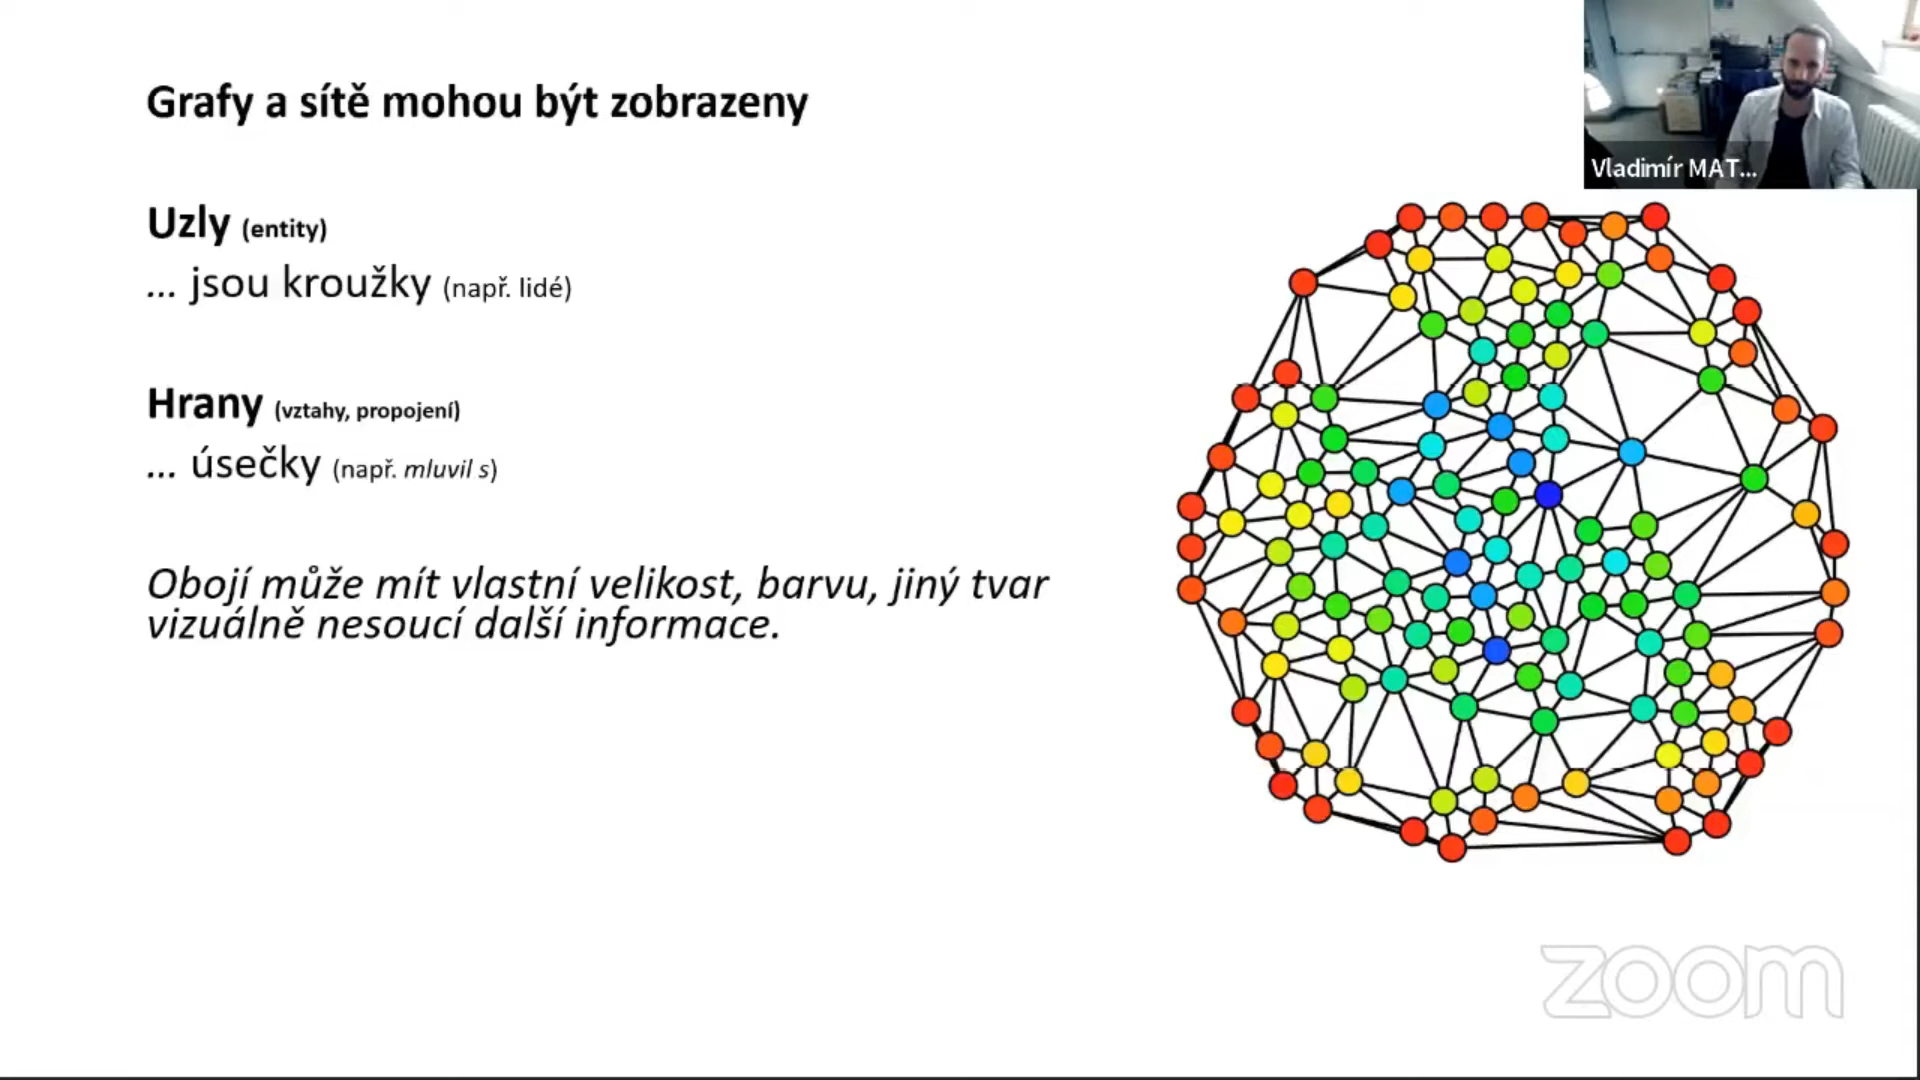 Grafy a sítě mohou být zobrazeny
Vladimír MAT...
Uzly (entity)
... jsou kroužky (např. lidé)
Hrany (vztahy, propojení)
... úsečky (např. mluvil s)
Obojí může mít vlastní velikost, barvu, jiný tvar
vizuálně nesoucí další informace.
zoom